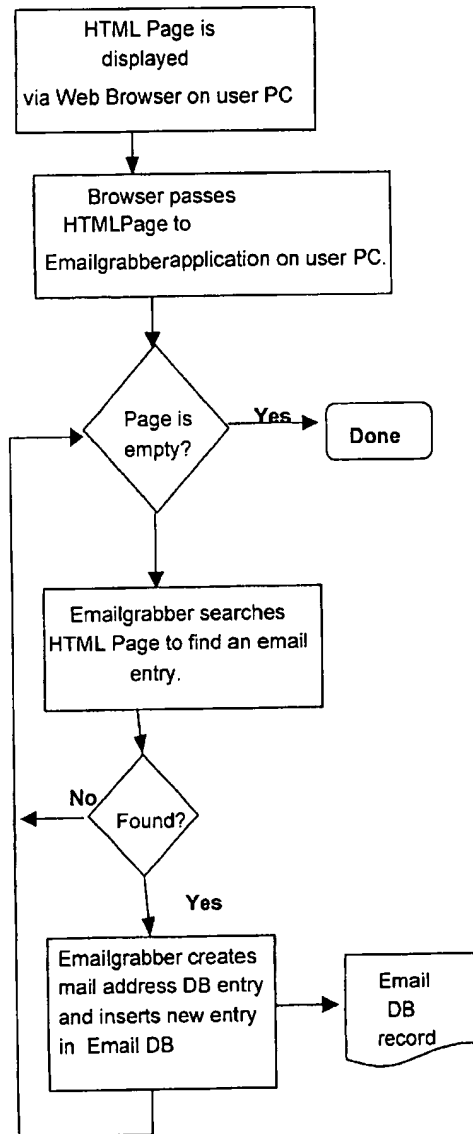 HTML Page is
displayed
via Web Browser on user PC
Browser passes
HTMLPage to
Emailgrabberapplication on user PC.
Page is
empty?
Yes
Done
Emailgrabber searches
HTML Page to find an email
entry.
No
Found?
Yes
Emailgrabber creates
mail address DB entry
and inserts new entry
in Email DB
Email
DB
record